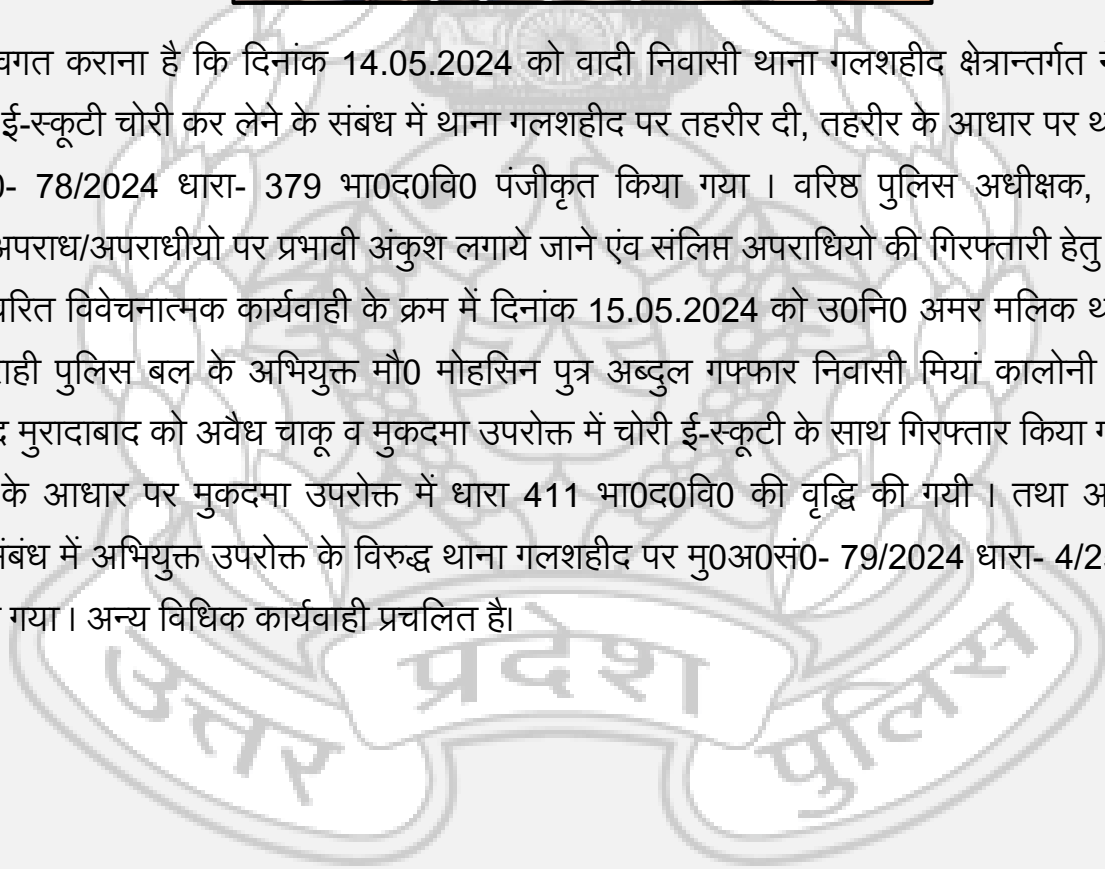 वगत कराना है कि दिनांक 14.05.2024 को वादी निवासी थाना गलशहीद क्षेत्रान्तर्गत
ई-स्कूटी चोरी कर लेने के संबंध में थाना गलशहीद पर तहरीर दी, तहरीर के आधार पर
0- 78/2024 धारा- 379 भा0द0वि0 पंजीकृत किया गया । वरिष्ठ पुलिस अधीक्षक,
अपराध/अपराधीयो पर प्रभावी अंकुश लगाये जाने एंव संलिप्त अपराधियो की गिरफ्तारी हेतु
रित विवेचनात्मक कार्यवाही के क्रम में दिनांक 15.05.2024 को उ0नि0 अमर मलिक
ाही पुलिस बल के अभियुक्त मौ0 मोहसिन पुत्र अब्दुल गफ्फार निवासी मियां कालोनी
द मुरादाबाद को अवैध चाकू व मुकदमा उपरोक्त में चोरी ई-स्कूटी के साथ गिरफ्तार किया
के आधार पर मुकदमा उपरोक्त में धारा 411 भा0द0वि0 की वृद्धि की गयी । तथा अ
संबंध में अभियुक्त उपरोक्त के विरुद्ध थाना गलशहीद पर मु0अ0सं0- 79/2024 धारा- 4/2
गया । अन्य विधिक कार्यवाही प्रचलित है।
उत्तर प्रदेश पुलिस